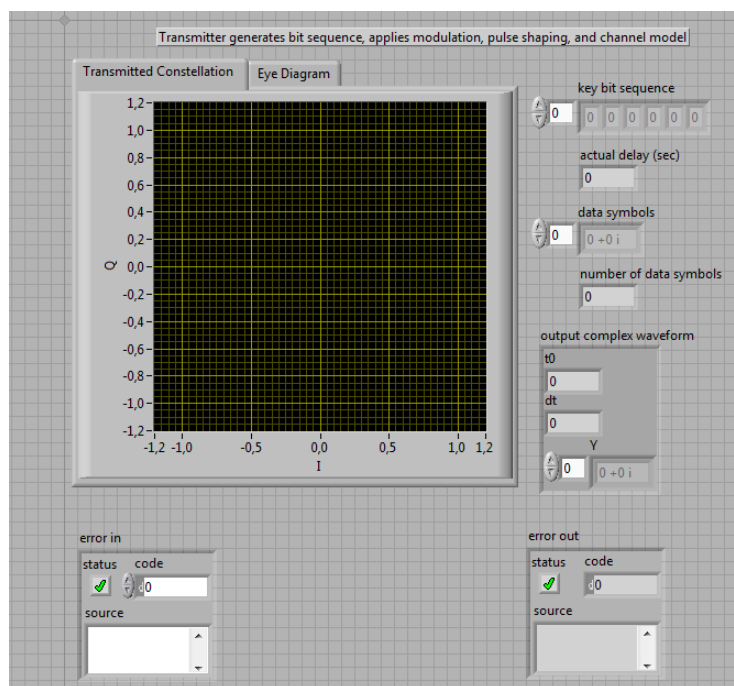 Transmitter generates bit sequence, applies modulation, pulse shaping, and channel model
Transmitted Constellation
Eye Diagram
1,2
1,0
0,8
0,6
0,4
0,2
0,0
-0,2
-0,4
-0,6
-0,8
-1,0
-1,2
Q
-1,2 -1,0 -0,5 0,0 0,5 1,0 1,2
I
key bit sequence
0 0 0 0 0 0 0
actual delay (sec)
0
data symbols
0 0 +0 i
number of data symbols
0
output complex waveform
t0
0
dt
0
Y
0 0 +0 i
error in
status code
d0
source
error out
status code
d0
source